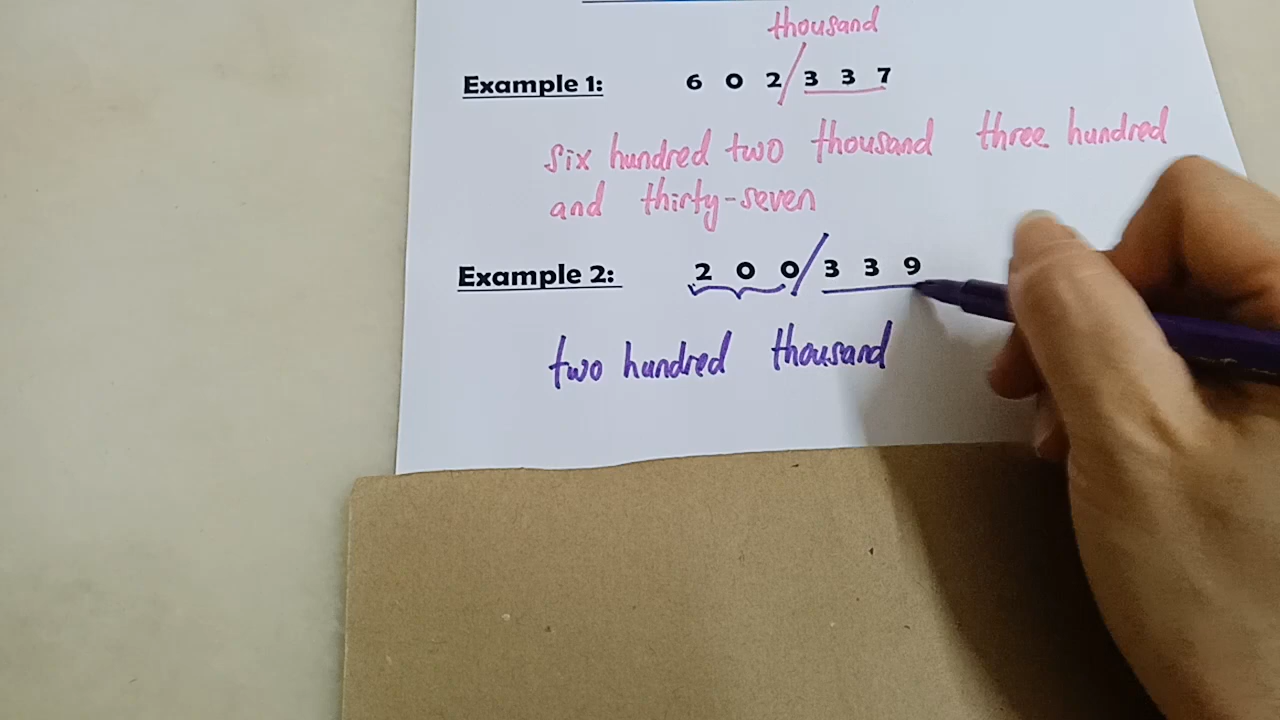 thousand
Example 1: 6 0 2/3 3 7
six hundred two thousand three hundred
and thirty-seven
Example 2: 2 0 0/3 3 9
two hundred thousand